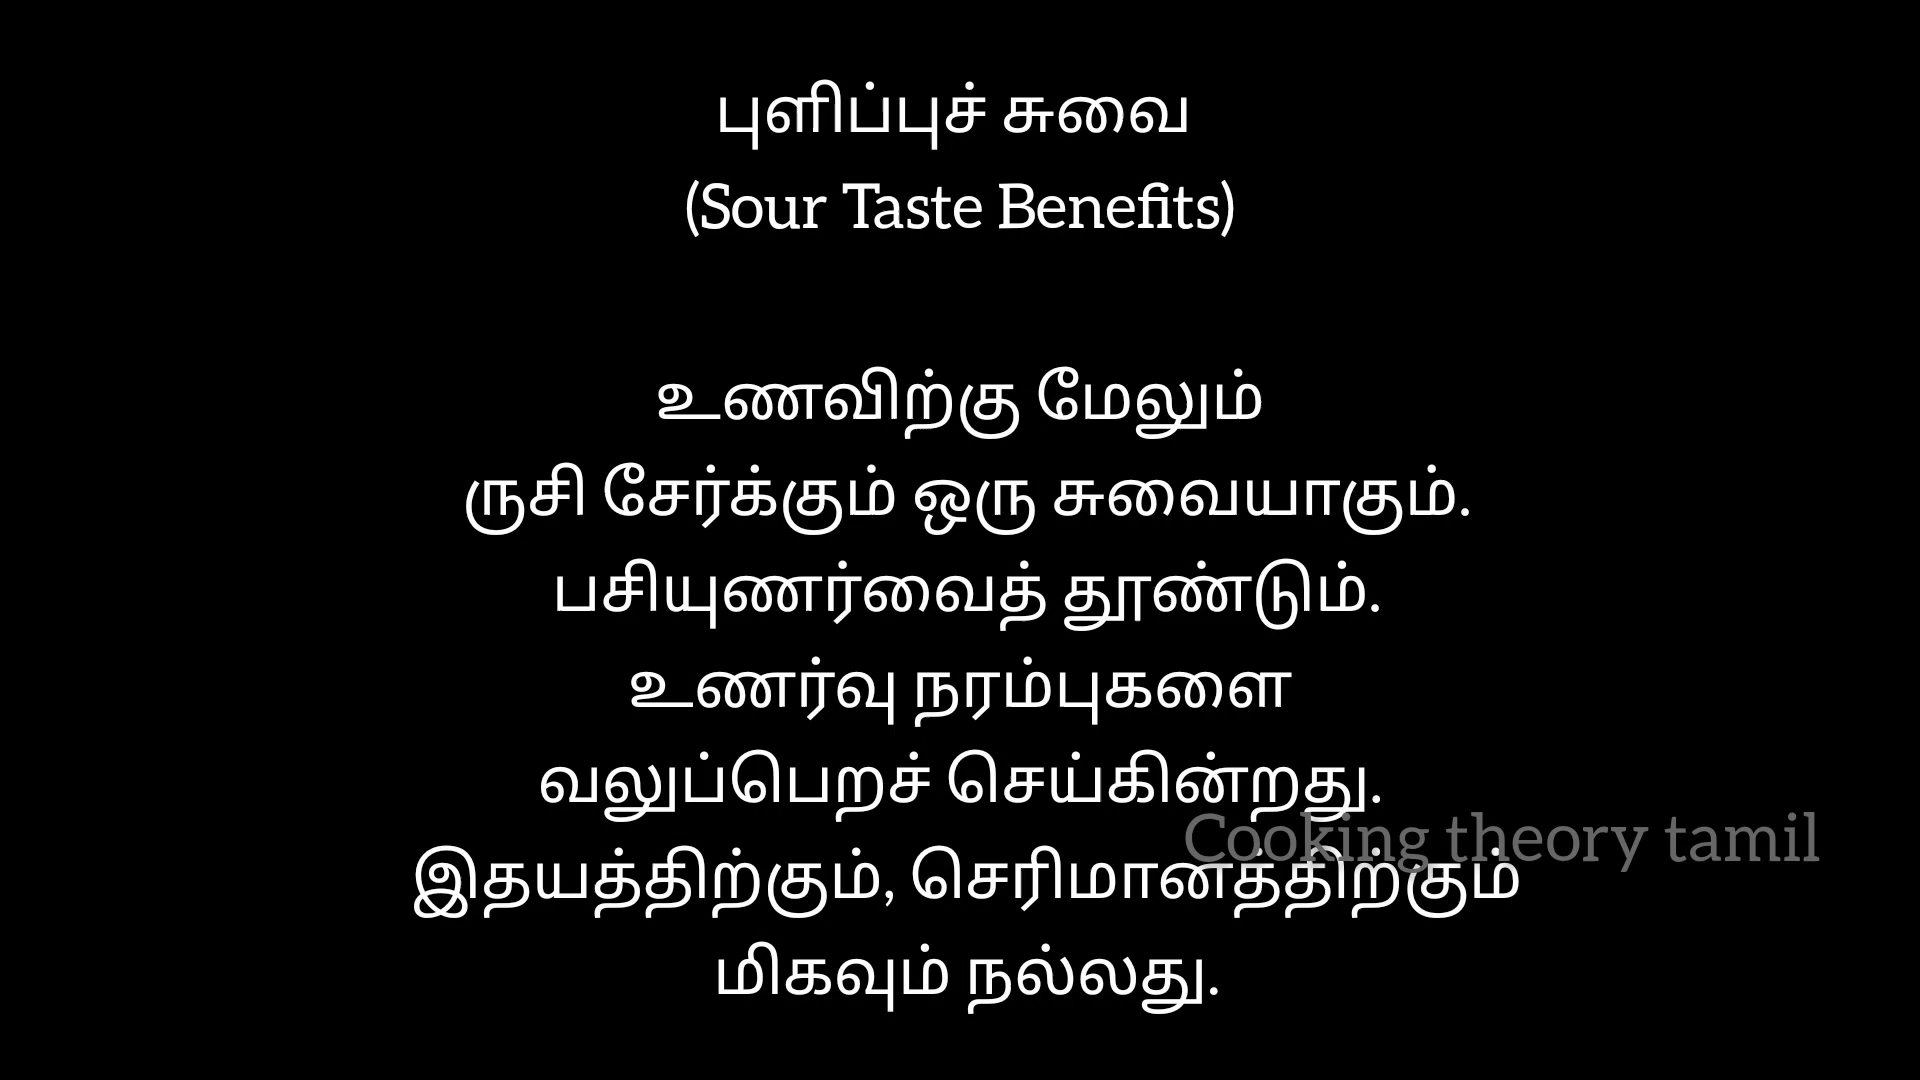 புளிப்புச் சுவை
(Sour Taste Benefits)
உணவிற்கு மேலும்
ருசி சேர்க்கும் ஒரு சுவையாகும்.
பசியுணர்வைத் தூண்டும்.
உணர்வு நரம்புகளை
வலுப்பெறச் செய்கின்றது.
Cooking theory tamil
இதயத்திற்கும், செரிமானத்திற்கும்
மிகவும் நல்லது.